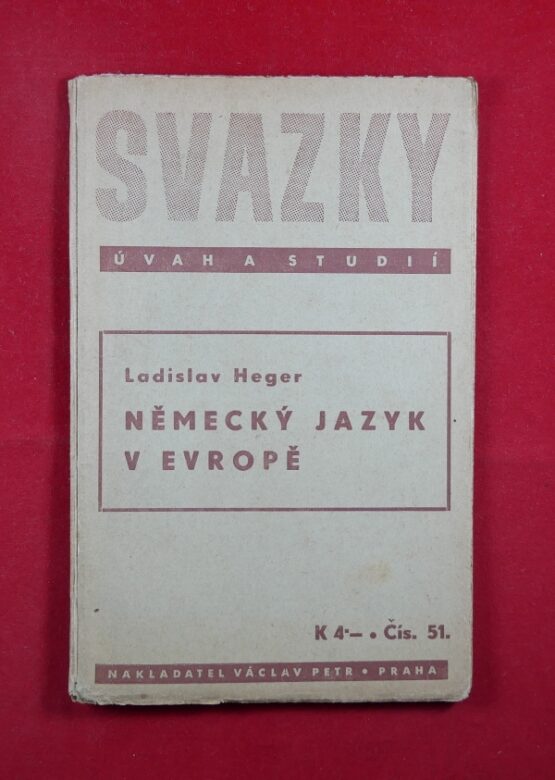 SVAZKY
ÚVAH A STUDIÍ
Ladislav Heger
NĚMECKÝ JAZYK
V EVROPĚ
K 4·— • Čís. 51.
NAKLADATEL VÁCLAV PETR • PRAHA